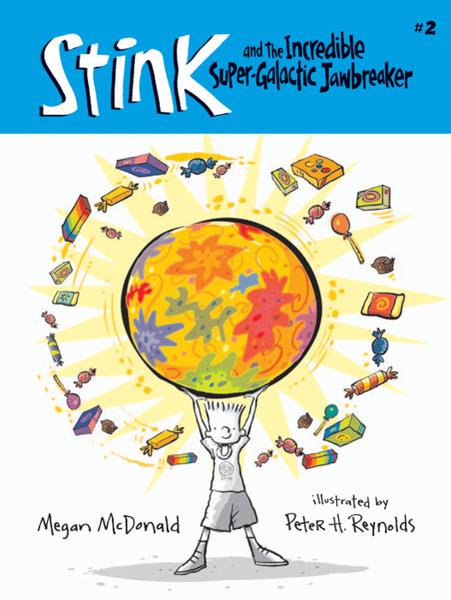 #2
Stink
and the Incredible
Super-Galactic Jawbreaker
Megan McDonald
illustrated by
Peter H. Reynolds